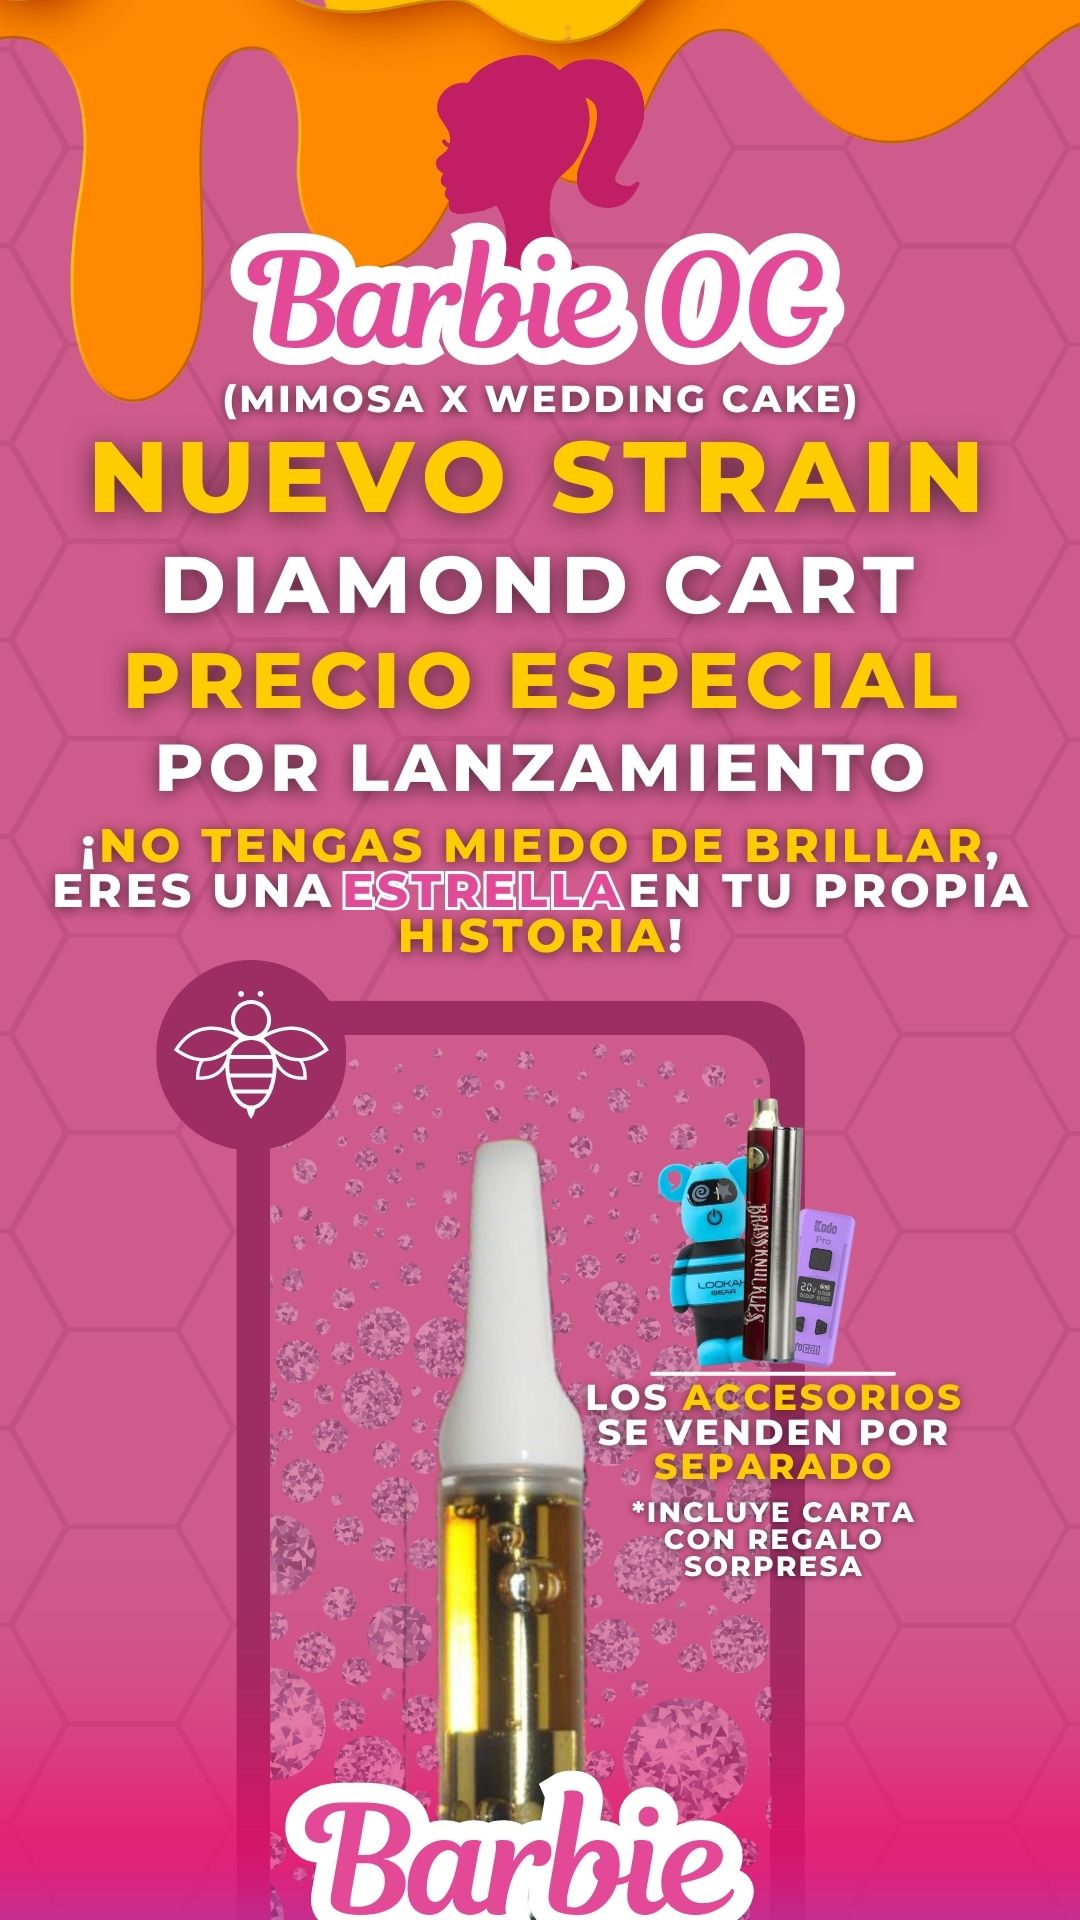 Barbie OG
(MIMOSA X WEDDING CAKE)
NUEVO STRAIN
DIAMOND CART
PRECIO ESPECIAL
POR LANZAMIENTO
¡NO TENGAS MIEDO DE BRILLAR,
ERES UNA ESTRELLA EN TU PROPIA
HISTORIA!
LOOKAH
BEAR
BRASS KNUCKLES
Kodo
Pro
LOS ACCESORIOS
SE VENDEN POR
SEPARADO
*INCLUYE CARTA
CON REGALO
SORPRESA
Barbie